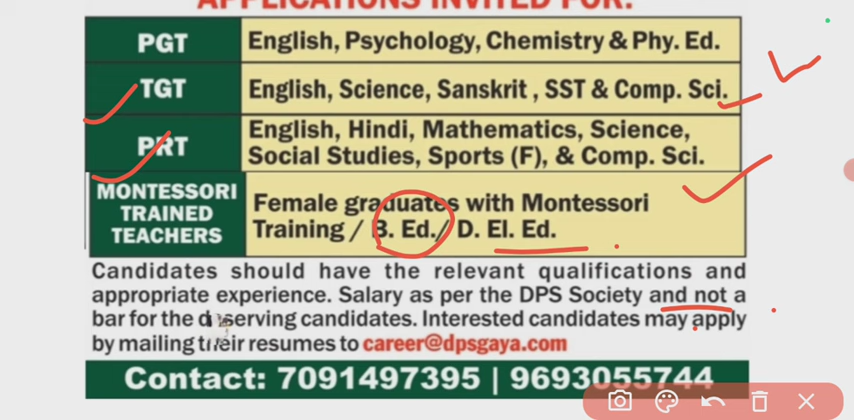 APPLICATIONS INVITED FOR:
PGT English, Psychology, Chemistry & Phy. Ed.
TGT English, Science, Sanskrit , SST & Comp. Sci.
PRT English, Hindi, Mathematics, Science,
Social Studies, Sports (F), & Comp. Sci.
MONTESSORI
TRAINED
TEACHERS
Female graduates with Montessori
Training / B. Ed./ D. El. Ed.
Candidates should have the relevant qualifications and
appropriate experience. Salary as per the DPS Society and not a
bar for the deserving candidates. Interested candidates may apply
by mailing their resumes to career@dpsgaya.com
Contact: 7091497395 | 9693055744